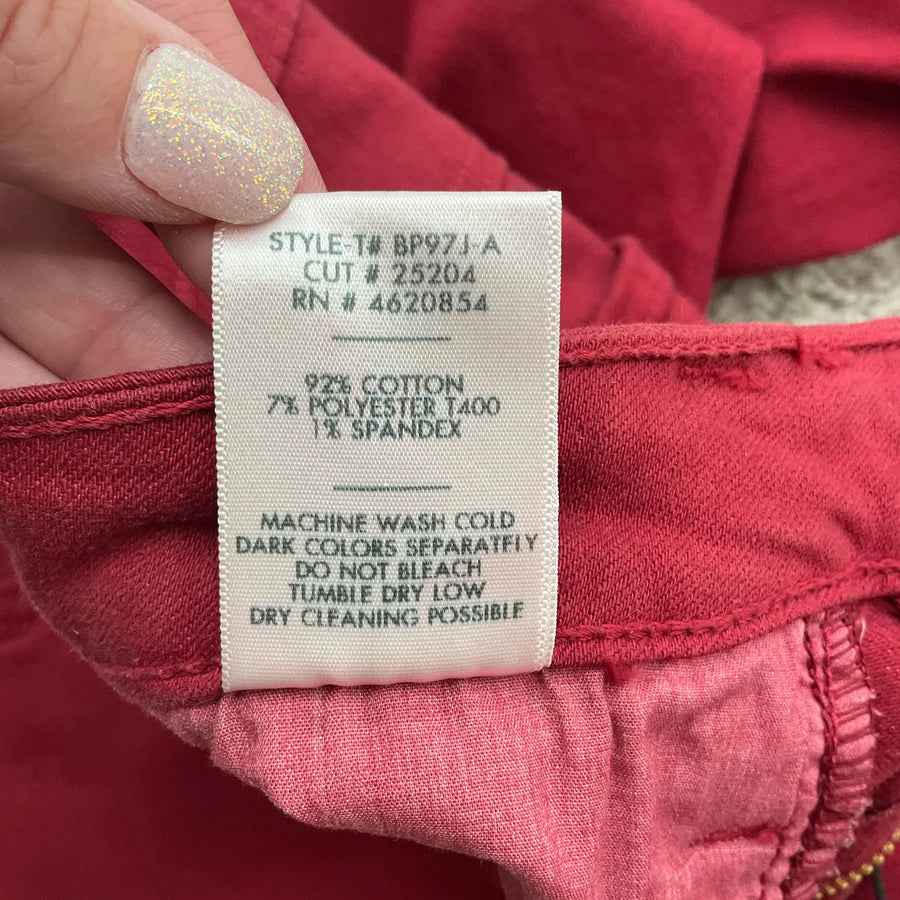 STYLE-T# BP971-A
CUT # 25204
RN # 4620854
92% COTTON
7% POLYESTER T400
1% SPANDEX
MACHINE WASH COLD
DARK COLORS SEPARATELY
DO NOT BLEACH
TUMBLE DRY LOW
DRY CLEANING POSSIBLE